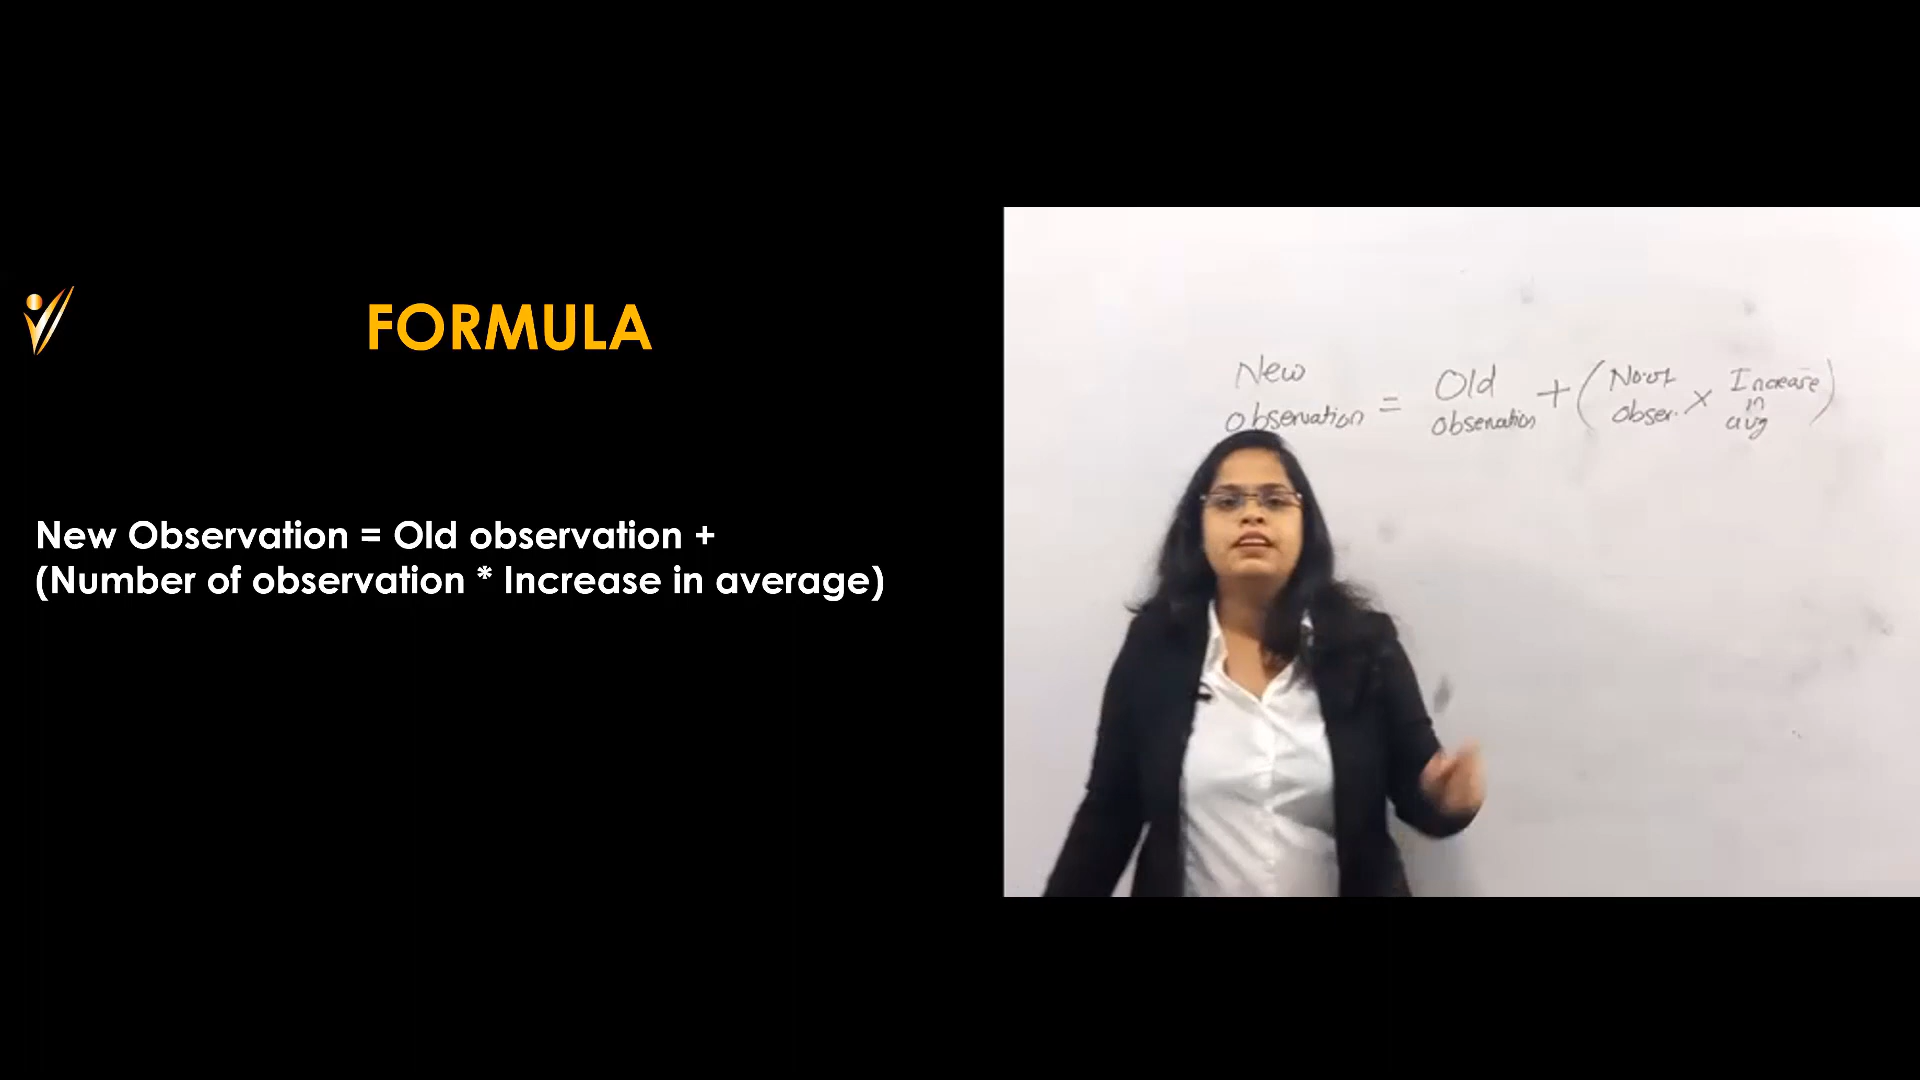 FORMULA
New Observation = Old observation +
(Number of observation * Increase in average)
New Old No.of Increase
observation = observation + ( obser. × in )
avg